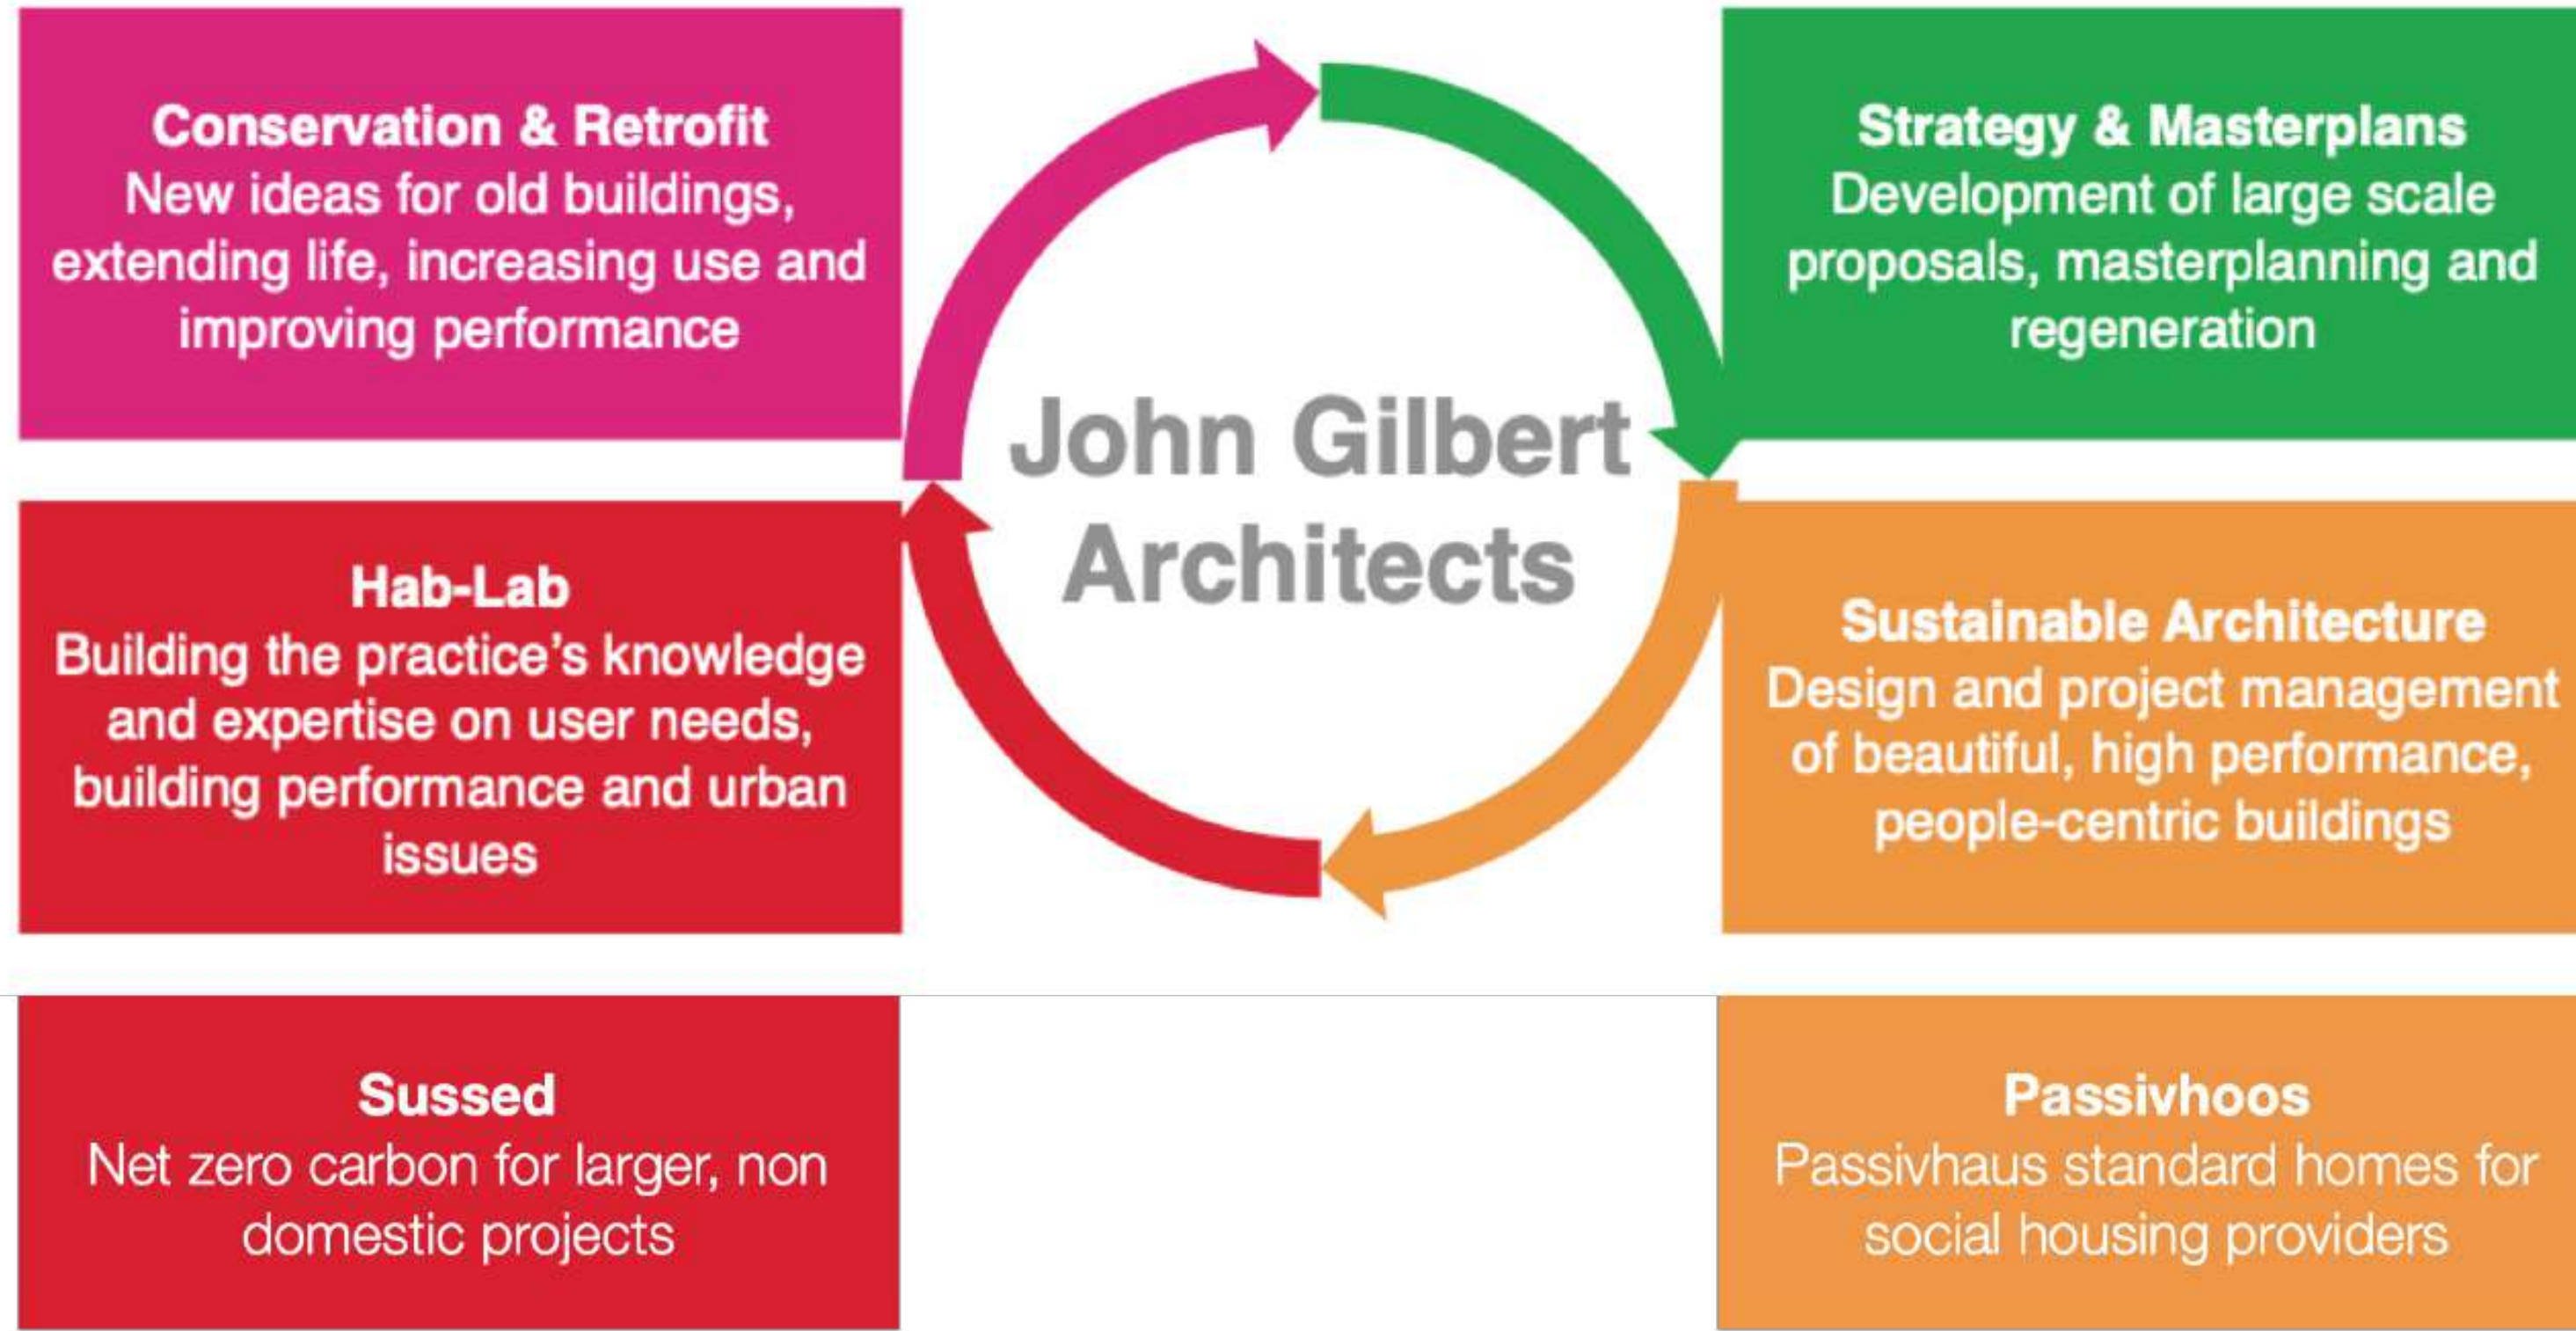 Conservation & Retrofit
New ideas for old buildings,
extending life, increasing use and
improving performance
Strategy & Masterplans
Development of large scale
proposals, masterplanning and
regeneration
John Gilbert
Architects
Hab-Lab
Building the practice's knowledge
and expertise on user needs,
building performance and urban
issues
Sustainable Architecture
Design and project management
of beautiful, high performance,
people-centric buildings
Sussed
Net zero carbon for larger, non
domestic projects
Passivhoos
Passivhaus standard homes for
social housing providers